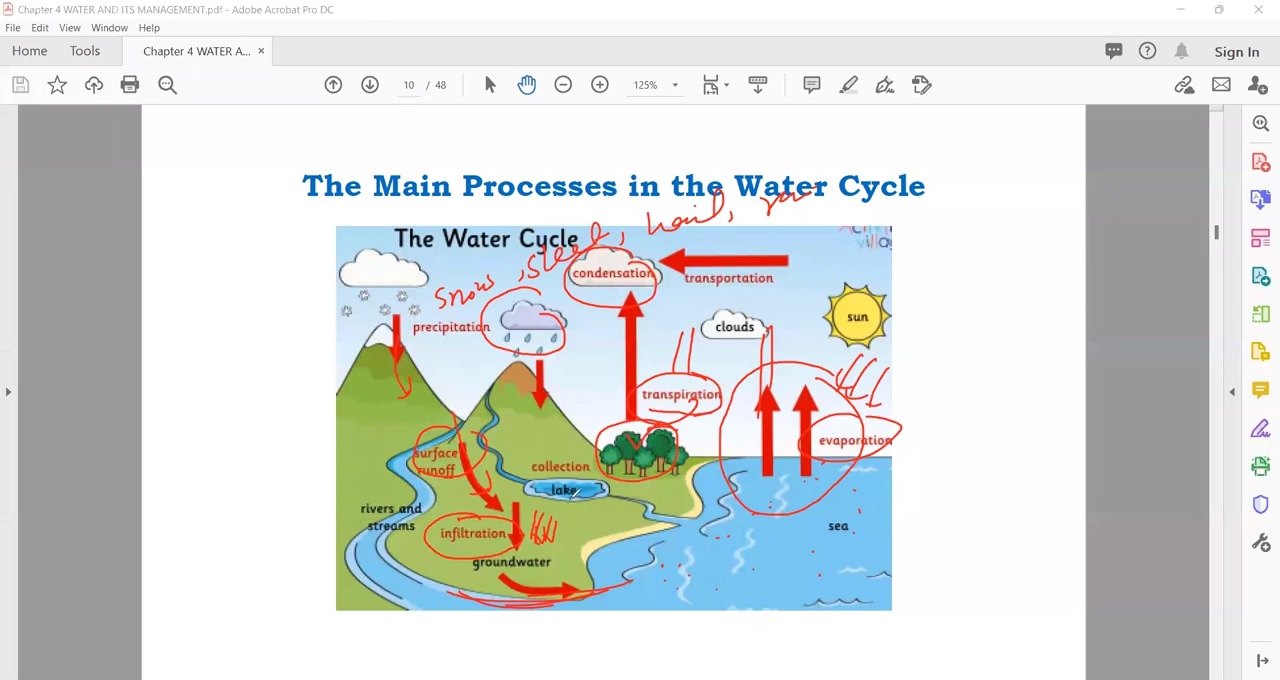 Chapter 4 WATER AND ITS MANAGEMENT.pdf - Adobe Acrobat Pro DC
File Edit View Window Help
Home Tools Chapter 4 WATER A... × Sign In
10 / 48 125%
The Main Processes in the Water Cycle
snow, sleet, hail,
The Water Cycle
condensation
transportation
precipitation
clouds
sun
transpiration
evaporation
surface
runoff
collection
lake
rivers and
streams
infiltration
sea
groundwater